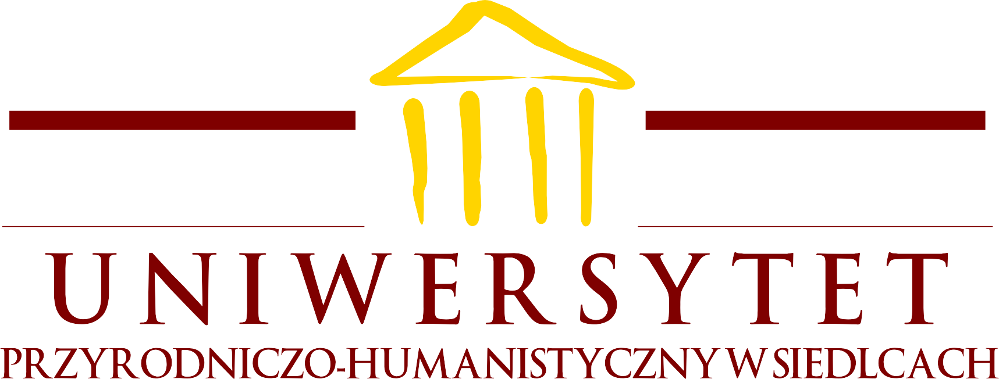 UNIWERSYTET
PRZYRODNICZO-HUMANISTYCZNY W SIEDLCACH